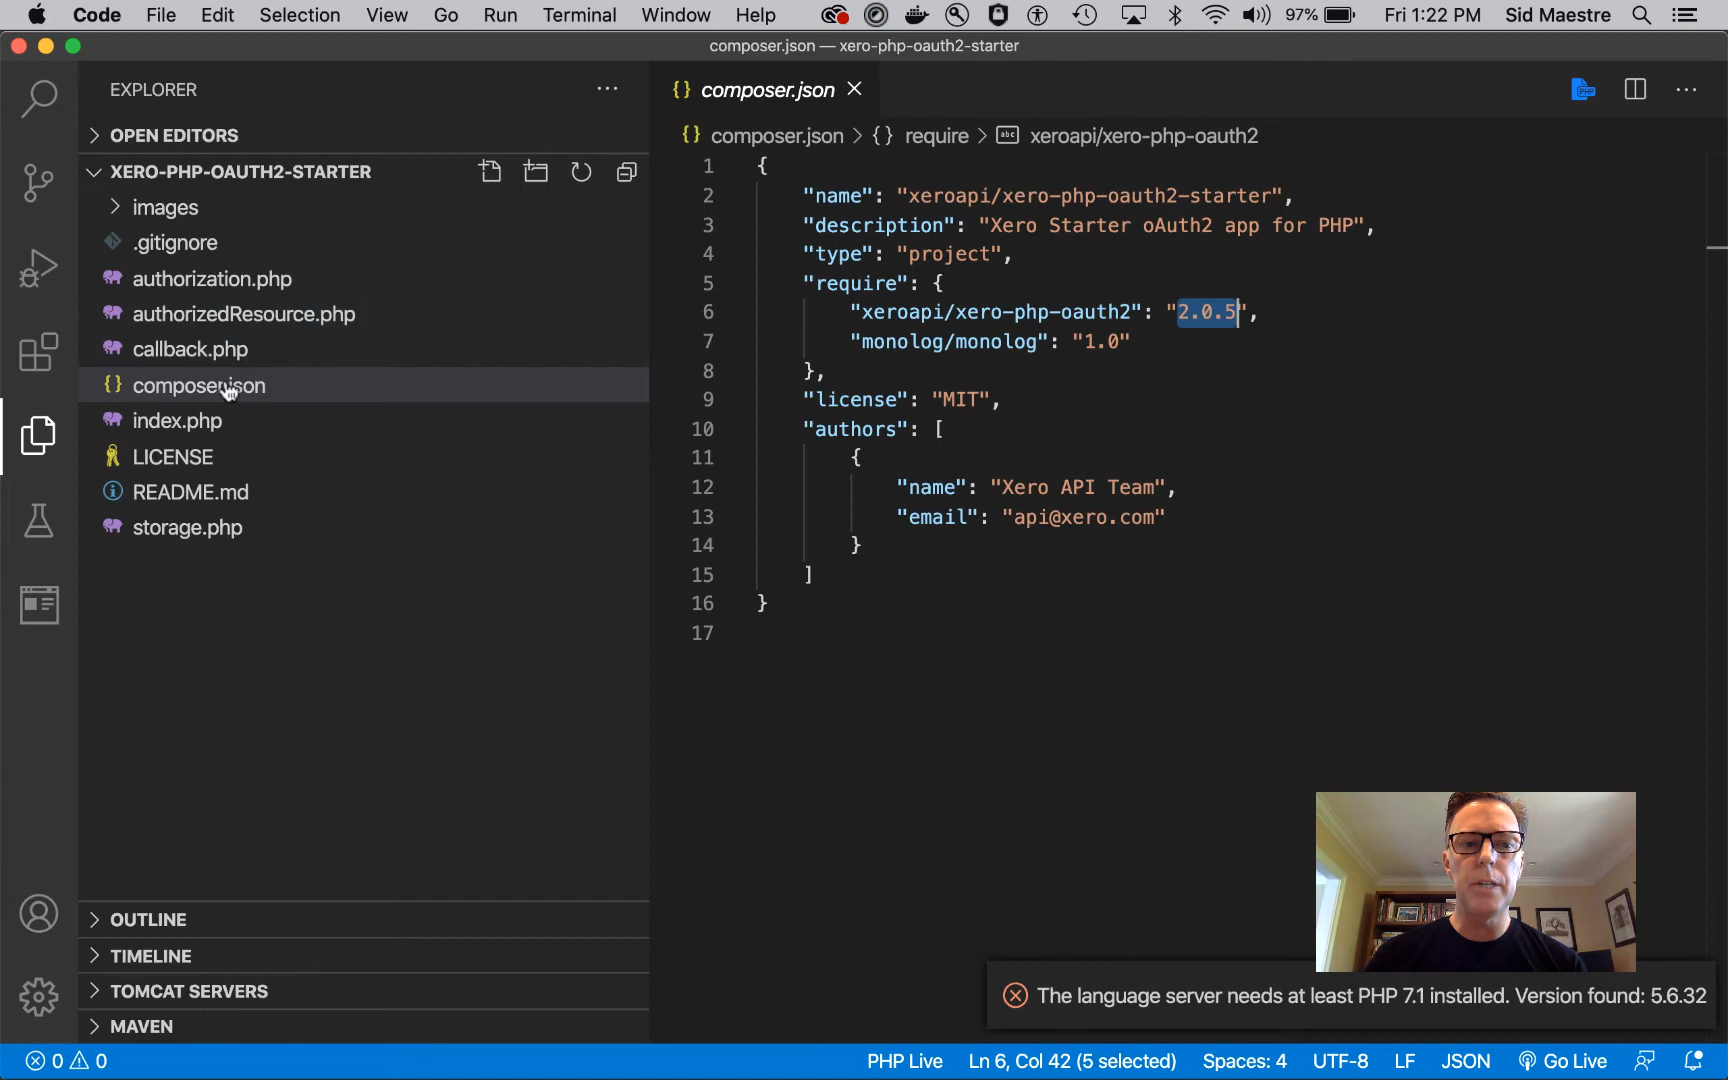 Code File Edit Selection View Go Run Terminal Window Help 97% Fri 1:22 PM Sid Maestre
composer.json — xero-php-oauth2-starter
EXPLORER
OPEN EDITORS
XERO-PHP-OAUTH2-STARTER
images
.gitignore
authorization.php
authorizedResource.php
callback.php
composer.json
index.php
LICENSE
README.md
storage.php
OUTLINE
TIMELINE
TOMCAT SERVERS
MAVEN
{} composer.json
{} composer.json > {} require > abc xeroapi/xero-php-oauth2
PHP
1 {
2 "name": "xeroapi/xero-php-oauth2-starter",
3 "description": "Xero Starter oAuth2 app for PHP",
4 "type": "project",
5 "require": {
6 "xeroapi/xero-php-oauth2": "2.0.5",
7 "monolog/monolog": "1.0"
8 },
9 "license": "MIT",
10 "authors": [
11 {
12 "name": "Xero API Team",
13 "email": "api@xero.com"
14 }
15 ]
16 }
17
The language server needs at least PHP 7.1 installed. Version found: 5.6.32
0 0 PHP Live Ln 6, Col 42 (5 selected) Spaces: 4 UTF-8 LF JSON Go Live